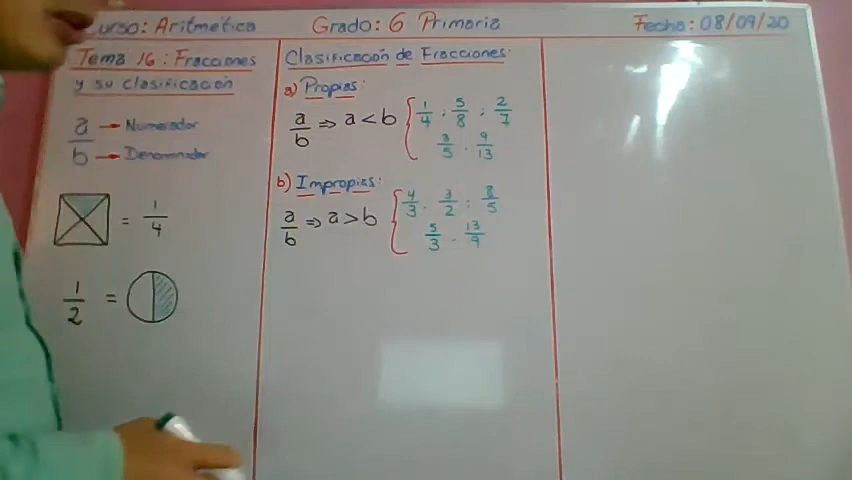 Curso: Aritmética Grado: 6 Primaria Fecha: 08/09/20
Tema 16: Fracciones
y su clasificación
a → Numerador
b → Denominador
= 1/4
1/2 =
Clasificación de Fracciones:
a) Propias:
a/b ⇒ a < b { 1/4 ; 5/8 ; 2/7
3/5 . 9/13
b) Impropias:
a/b ⇒ a > b { 4/3 . 3/2 ; 8/5
5/3 . 13/9